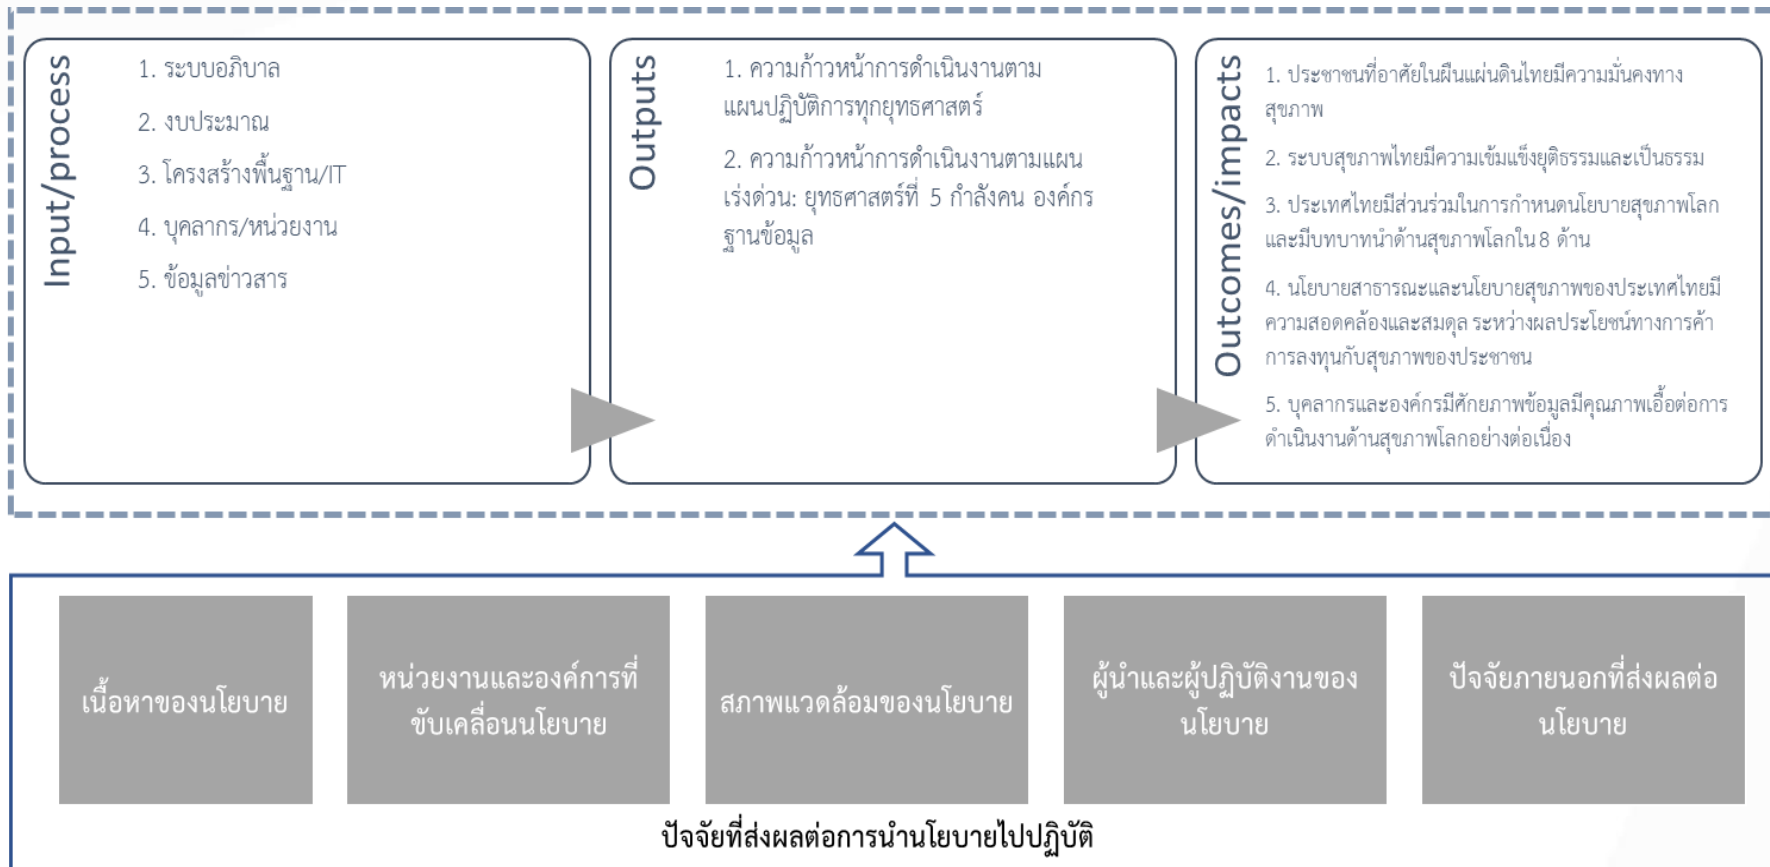 Input/process
1. ระบบอภิบาล
2. งบประมาณ
3. โครงสร้างพื้นฐาน/IT
4. บุคลากร/หน่วยงาน
5. ข้อมูลข่าวสาร
Outputs
1. ความก้าวหน้าการดำเนินงานตาม
แผนปฏิบัติการทุกยุทธศาสตร์
2. ความก้าวหน้าการดำเนินงานตามแผน
เร่งด่วน: ยุทธศาสตร์ที่ 5 กำลังคน องค์กร
ฐานข้อมูล
Outcomes/impacts
1. ประชาชนที่อาศัยในผืนแผ่นดินไทยมีความมั่นคงทาง
สุขภาพ
2. ระบบสุขภาพไทยมีความเข้มแข็งยุติธรรมและเป็นธรรม
3. ประเทศไทยมีส่วนร่วมในการกำหนดนโยบายสุขภาพโลก
และมีบทบาทนำด้านสุขภาพโลกใน 8 ด้าน
4. นโยบายสาธารณะและนโยบายสุขภาพของประเทศไทยมี
ความสอดคล้องและสมดุล ระหว่างผลประโยชน์ทางการค้า
การลงทุนกับสุขภาพของประชาชน
5. บุคลากรและองค์กรมีศักยภาพข้อมูลมีคุณภาพเอื้อต่อการ
ดำเนินงานด้านสุขภาพโลกอย่างต่อเนื่อง
เนื้อหาของนโยบาย
หน่วยงานและองค์การที่
ขับเคลื่อนนโยบาย
สภาพแวดล้อมของนโยบาย
ผู้นำและผู้ปฏิบัติงานของ
นโยบาย
ปัจจัยภายนอกที่ส่งผลต่อ
นโยบาย
ปัจจัยที่ส่งผลต่อการนำนโยบายไปปฏิบัติ